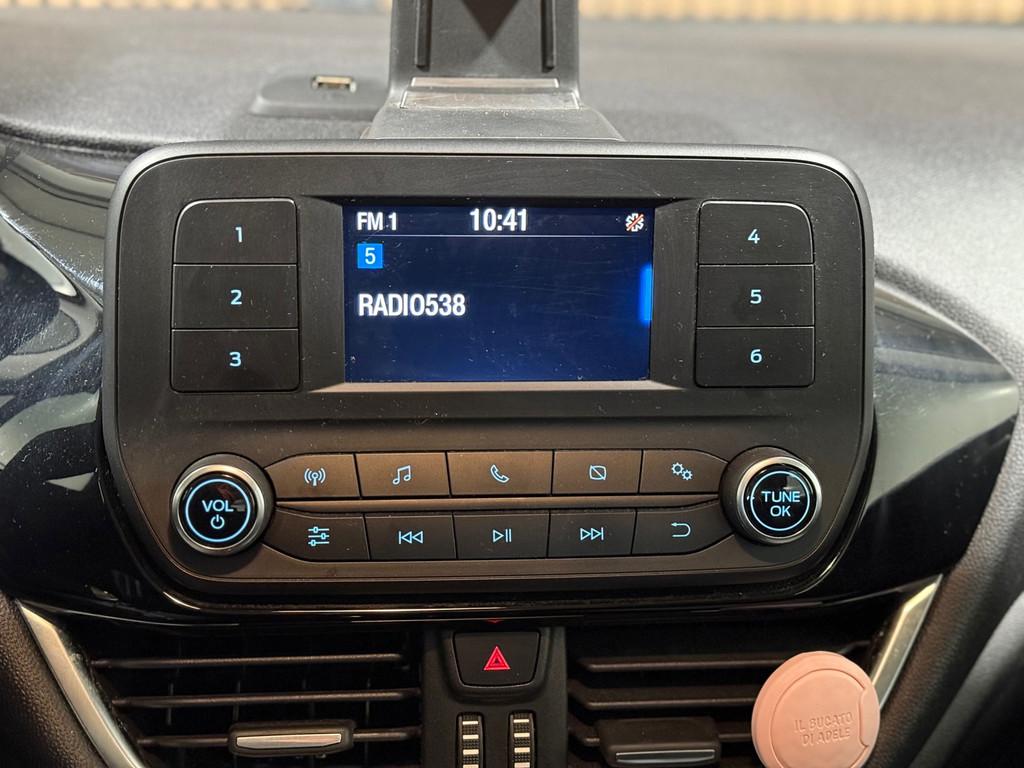 FM 1 10:41
5
RADIO538
1
2
3
4
5
6
VOL
TUNE
OK
IL BUCATO
DI ADELE